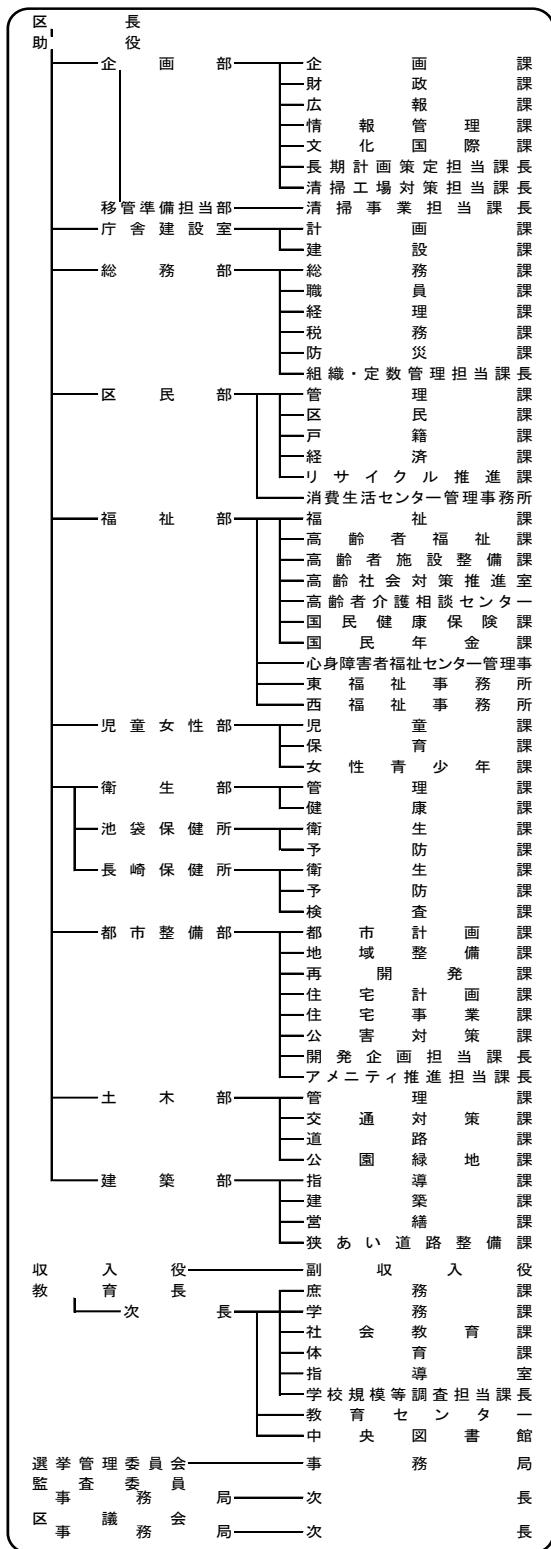 区長
助役
企画部 企画課
財政課
広報課
情報管理課
文化国際課
長期計画策定担当課長
清掃工場対策担当課長
移管準備担当部 清掃事業担当課長
庁舎建設室 計画課
建設課
総務部 総務課
職員課
経理課
税務課
防災課
組織・定数管理担当課長
区民部 管理課
区民課
戸籍課
経済課
リサイクル推進課
消費生活センター管理事務所
福祉部 福祉課
高齢者福祉課
高齢者施設整備課
高齢社会対策推進室
高齢者介護相談センター
国民健康保険課
国民年金課
心身障害者福祉センター管理事
東福祉事務所
西福祉事務所
児童女性部 児童課
保育課
女性青少年課
衛生部 管理課
健康課
池袋保健所 衛生課
予防課
長崎保健所 衛生課
予防課
検査課
都市整備部 都市計画課
地域整備課
再開発課
住宅計画課
住宅事業課
公害対策課
開発企画担当課長
アメニティ推進担当課長
土木部 管理課
交通対策課
道路課
公園緑地課
建築部 指導課
建築課
営繕課
狭あい道路整備課
収入役 副収入役
教育長 庶務課
次長 学務課
社会教育課
体育課
指導室
学校規模等調査担当課長
教育センター
中央図書館
選挙管理委員会 事務局
監査委員
事務局 次長
区議会
事務局 次長